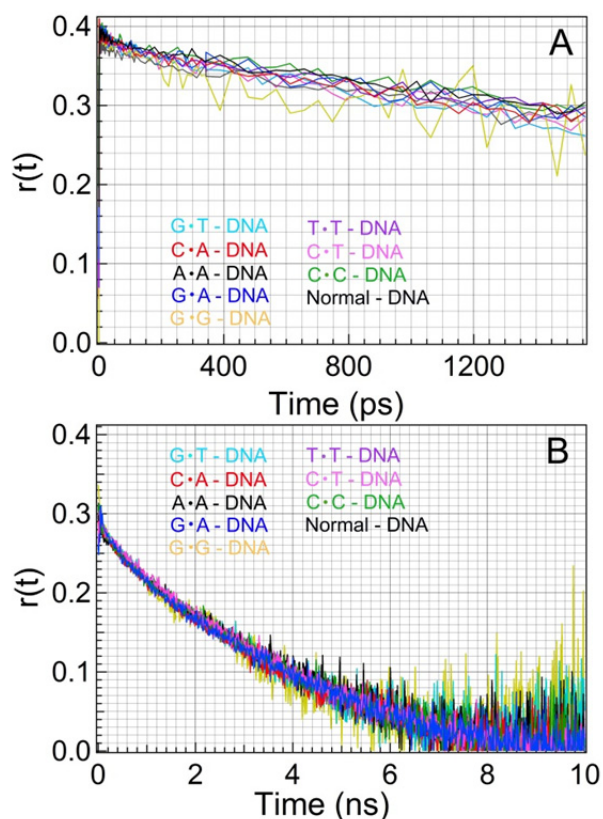 0.4
A
0.3
r(t)
0.2
G·T - DNA T·T - DNA
C·A - DNA C·T - DNA
0.1
A·A - DNA C·C - DNA
G·A - DNA Normal - DNA
G·G - DNA
0.0
0 400 800 1200
Time (ps)
0.4
B
G·T - DNA T·T - DNA
C·A - DNA C·T - DNA
A·A - DNA C·C - DNA
0.3
G·A - DNA Normal - DNA
G·G - DNA
r(t)
0.2
0.1
0.0
0 2 4 6 8 10
Time (ns)